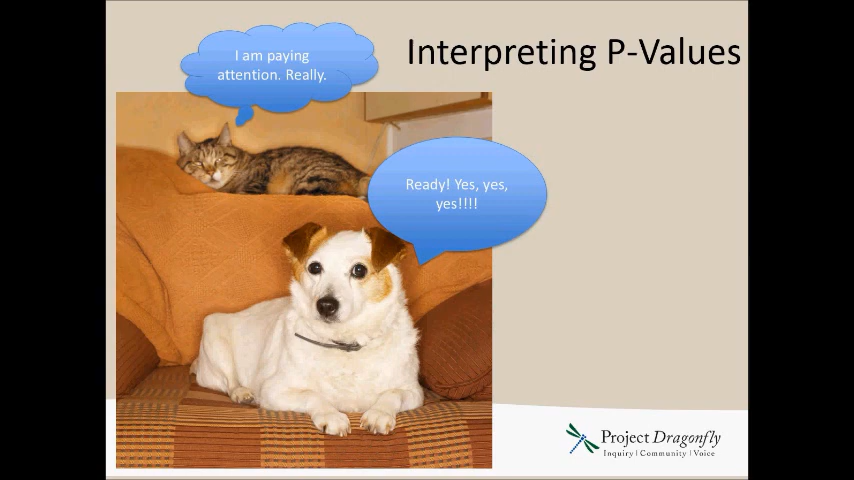 I am paying
attention. Really.
Interpreting P-Values
Ready! Yes, yes,
yes!!!!
Project Dragonfly
Inquiry | Community | Voice